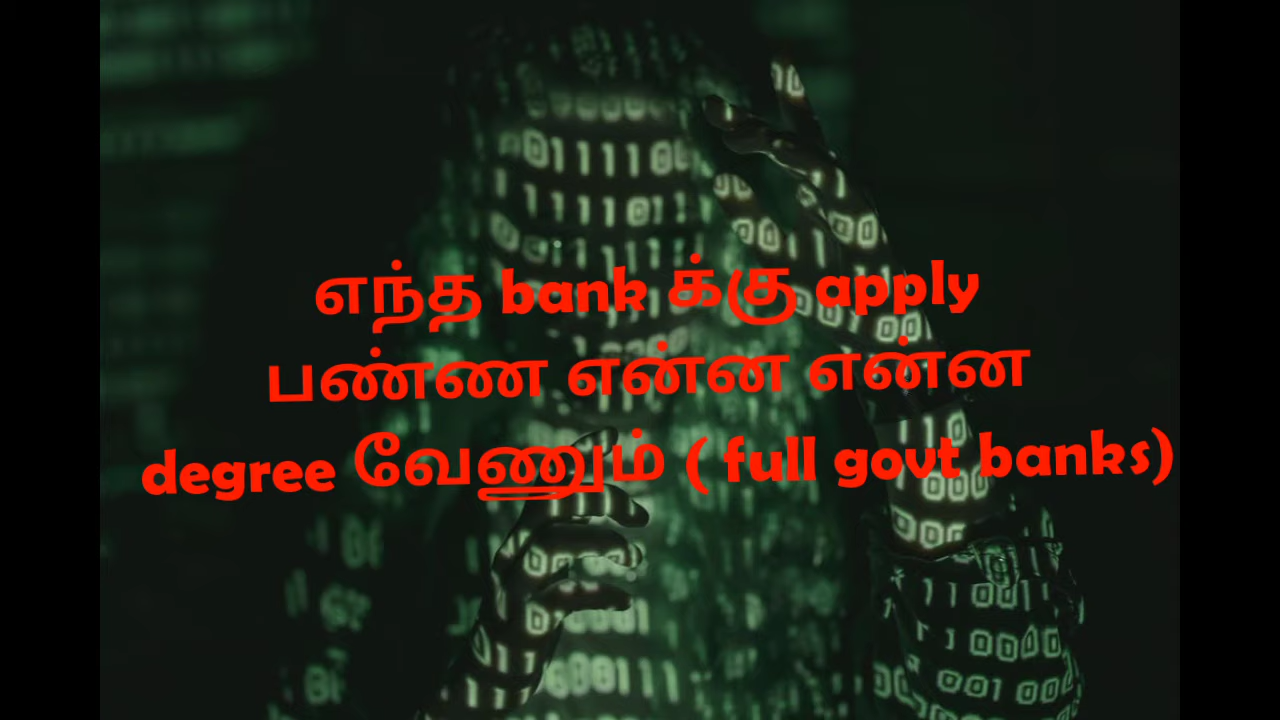 எந்த bank க்கு apply
பண்ண என்ன என்ன
degree வேணும் ( full govt banks)